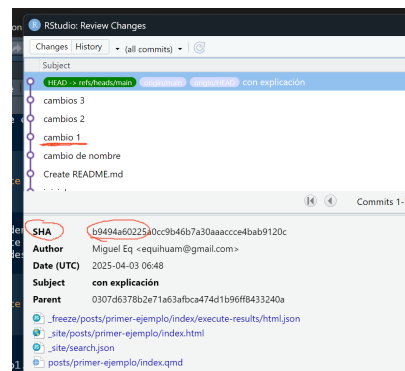 RStudio: Review Changes
Changes History (all commits)
Subject
HEAD -> refs/heads/main origin/main origin/HEAD con explicación
cambios 3
cambios 2
cambio 1
cambio de nombre
Create README.md
Commits 1-
SHA b9494a60225a0cc9b46b7a30aaaccce4bab9120c
Author Miguel Eq <equihuam@gmail.com>
Date (UTC) 2025-04-03 06:48
Subject con explicación
Parent 0307d6378b2e71a63afbca474d1b96ff8433240a
_freeze/posts/primer-ejemplo/index/execute-results/html.json
_site/posts/primer-ejemplo/index.html
_site/search.json
posts/primer-ejemplo/index.qmd